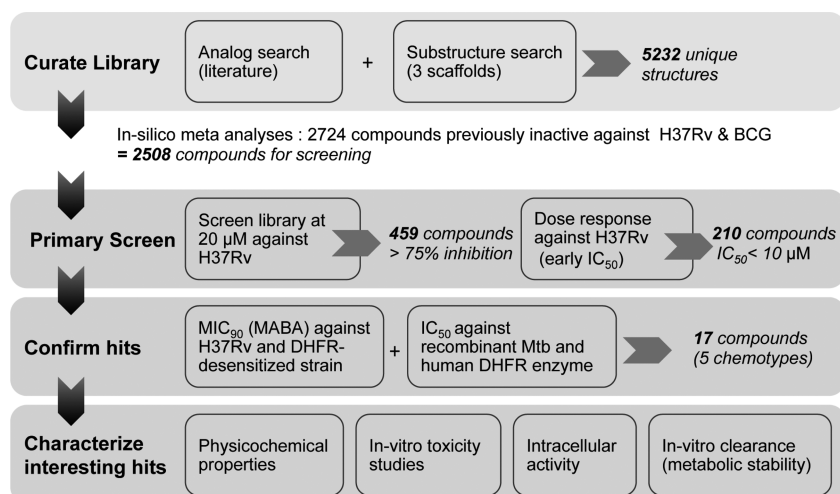 Curate Library
Analog search
(literature)
+
Substructure search
(3 scaffolds)
5232 unique
structures
In-silico meta analyses : 2724 compounds previously inactive against H37Rv & BCG
= 2508 compounds for screening
Primary Screen
Screen library at
20 µM against
H37Rv
459 compounds
> 75% inhibition
Dose response
against H37Rv
(early IC50)
210 compounds
IC50< 10 µM
Confirm hits
MIC90 (MABA) against
H37Rv and DHFR-
desensitized strain
+
IC50 against
recombinant Mtb and
human DHFR enzyme
17 compounds
(5 chemotypes)
Characterize
interesting hits
Physicochemical
properties
In-vitro toxicity
studies
Intracellular
activity
In-vitro clearance
(metabolic stability)